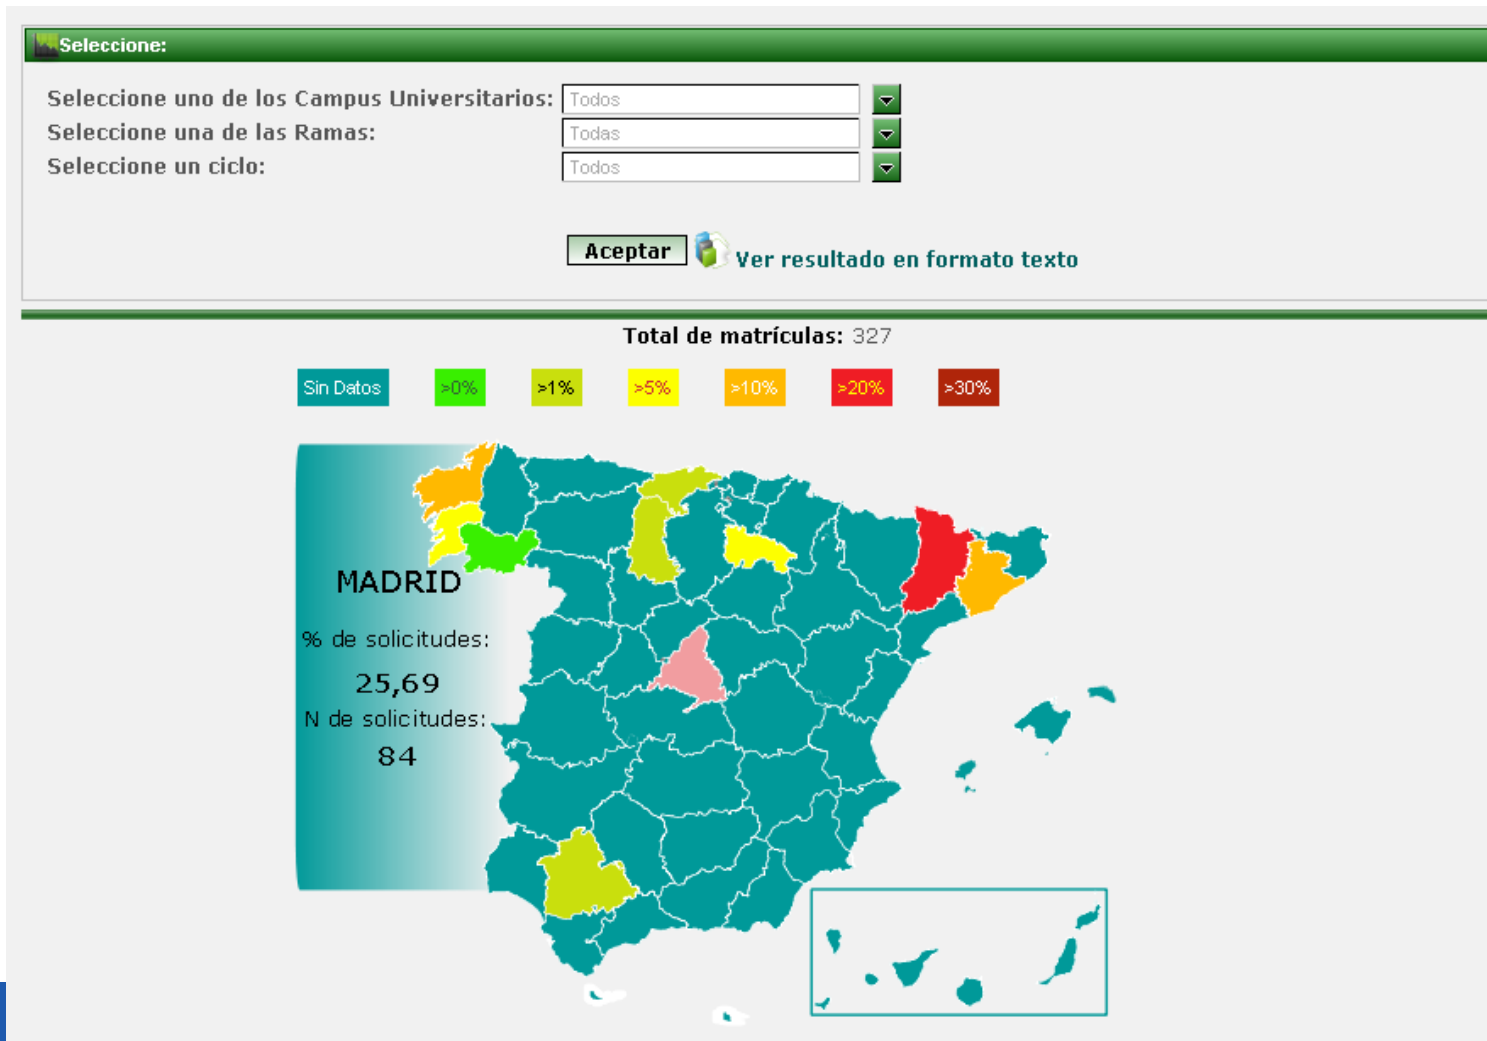 Seleccione:
Seleccione uno de los Campus Universitarios: Todos
Seleccione una de las Ramas: Todas
Seleccione un ciclo: Todos
Aceptar Ver resultado en formato texto
Total de matrículas: 327
Sin Datos >0% >1% >5% >10% >20% >30%
MADRID
% de solicitudes:
25,69
N de solicitudes:
84